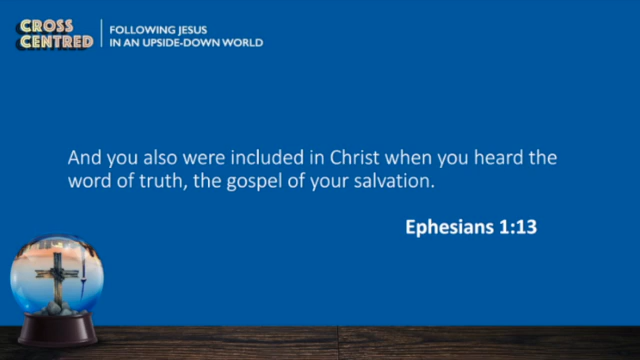 CROSS
CENTRED
FOLLOWING JESUS
IN AN UPSIDE-DOWN WORLD
And you also were included in Christ when you heard the
word of truth, the gospel of your salvation.
Ephesians 1:13